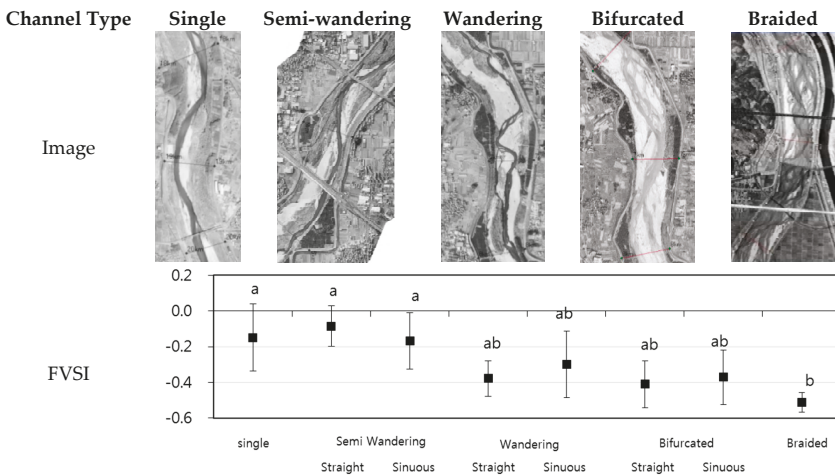 Channel Type Single Semi-wandering Wandering Bifurcated Braided
Image
FVSI
0.2
0.0
-0.2
-0.4
-0.6
a a a ab ab ab ab b
single Semi Wandering Wandering Bifurcated Braided
Straight Sinuous Straight Sinuous Straight Sinuous